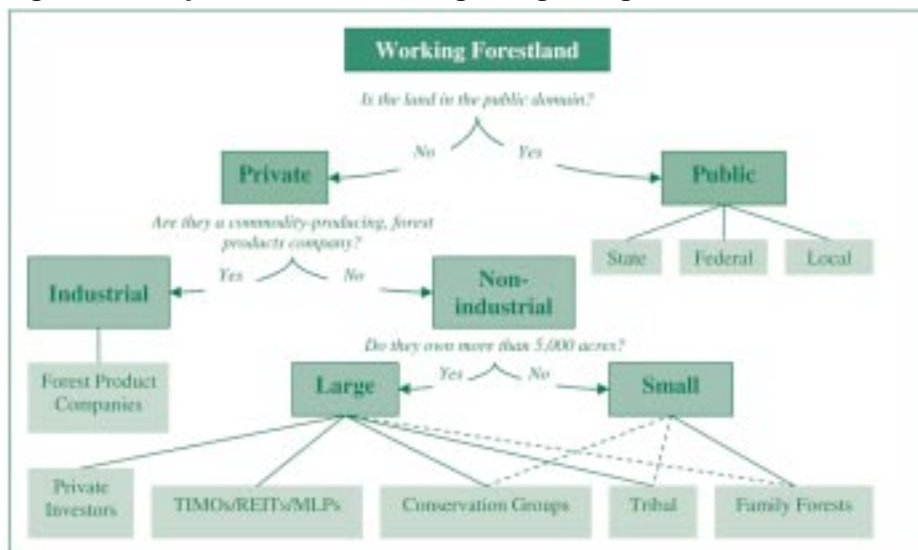 Working Forestland
Is the land in the public domain?
No
Yes
Private
Public
Are they a commodity-producing, forest
products company?
State
Federal
Local
Yes
No
Industrial
Non-
industrial
Do they own more than 5,000 acres?
Yes
No
Forest Product
Companies
Large
Small
Private
Investors
TIMOs/REITs/MLPs
Conservation Groups
Tribal
Family Forests